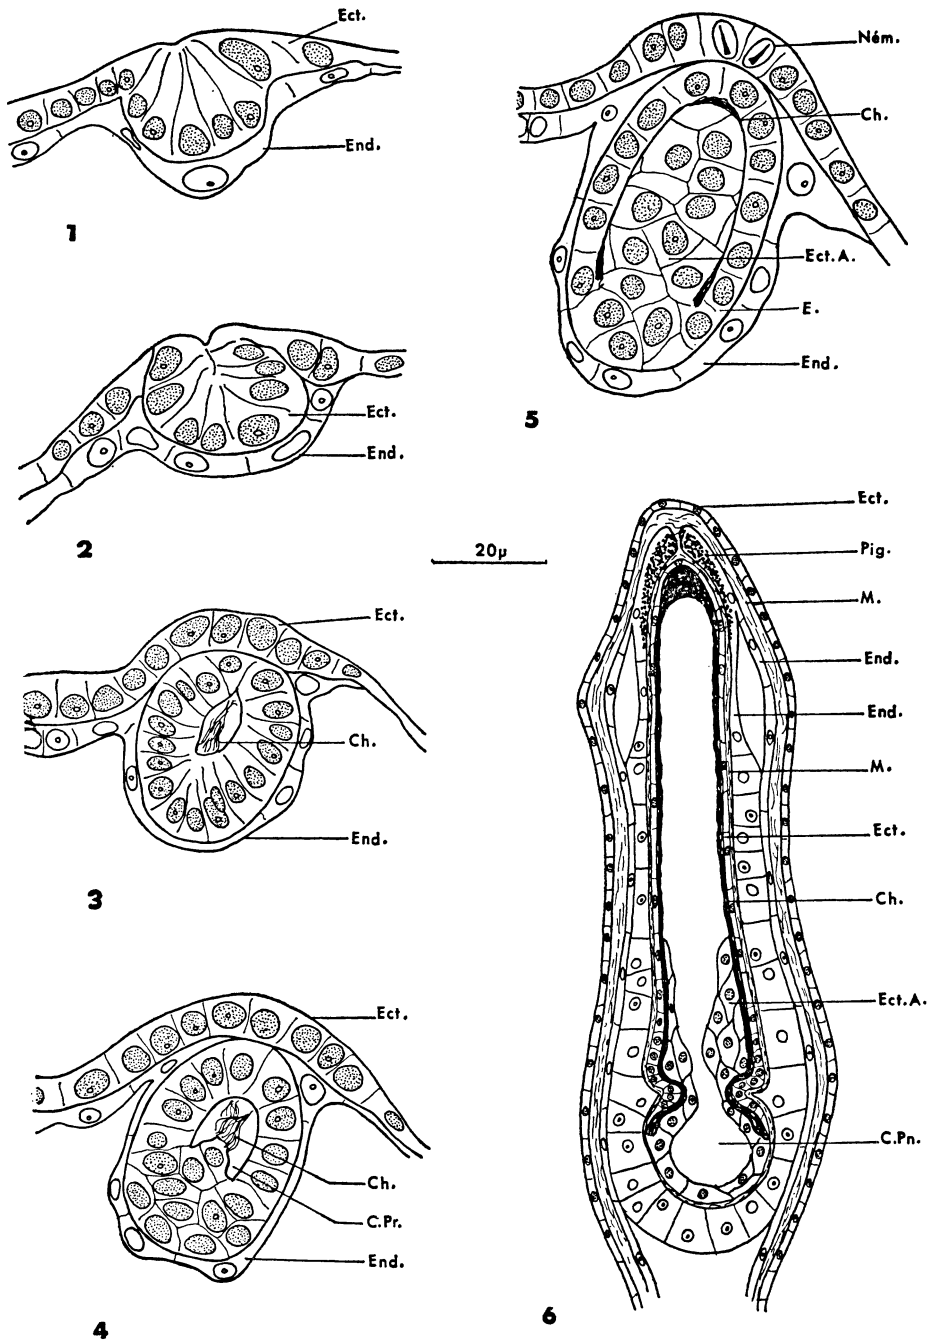 Ect.
End.
1
Ect.
End.
2
Ect.
Ch.
End.
3
Ect.
Ch.
C.Pr.
End.
4
Ném.
Ch.
Ect.A.
E.
End.
5
20µ
Ect.
Pig.
M.
End.
End.
M.
Ect.
Ch.
Ect.A.
C.Pn.
6